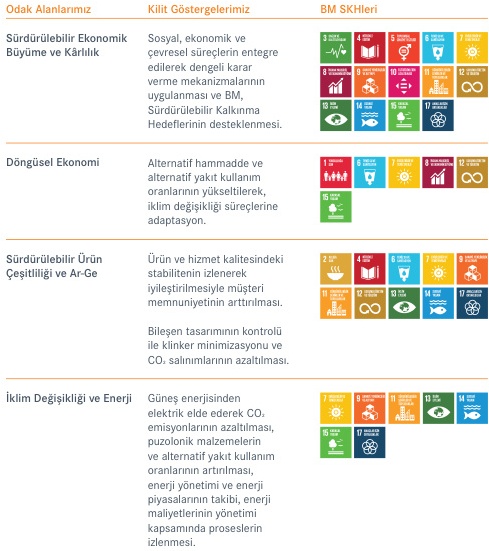 Odak Alanlarımız
Kilit Göstergelerimiz
BM SKHleri
Sürdürülebilir Ekonomik
Büyüme ve Kârlılık
Sosyal, ekonomik ve
çevresel süreçlerin entegre
edilerek dengeli karar
verme mekanizmalarının
uygulanması ve BM,
Sürdürülebilir Kalkınma
Hedeflerinin desteklenmesi.
3
4
5
6
7
8
9
10
11
12
13
14
15
17
Döngüsel Ekonomi
Alternatif hammadde ve
alternatif yakıt kullanım
oranlarının yükseltilerek,
iklim değişikliği süreçlerine
adaptasyon.
1
6
7
8
12
15
Sürdürülebilir Ürün
Çeşitliliği ve Ar-Ge
Ürün ve hizmet kalitesindeki
stabilitenin izlenerek
iyileştirilmesiyle müşteri
memnuniyetinin arttırılması.
Bileşen tasarımının kontrolü
ile klinker minimizasyonu ve
CO₂ salınımlarının azaltılması.
2
4
6
7
9
11
12
13
14
17
İklim Değişikliği ve Enerji
Güneş enerjisinden
elektrik elde ederek CO₂
emisyonlarının azaltılması,
puzolonik malzemelerin
ve alternatif yakıt kullanım
oranlarının artırılması,
enerji yönetimi ve enerji
piyasalarının takibi, enerji
maliyetlerinin yönetimi
kapsamında proseslerin
izlenmesi.
7
9
11
13
14
15
17